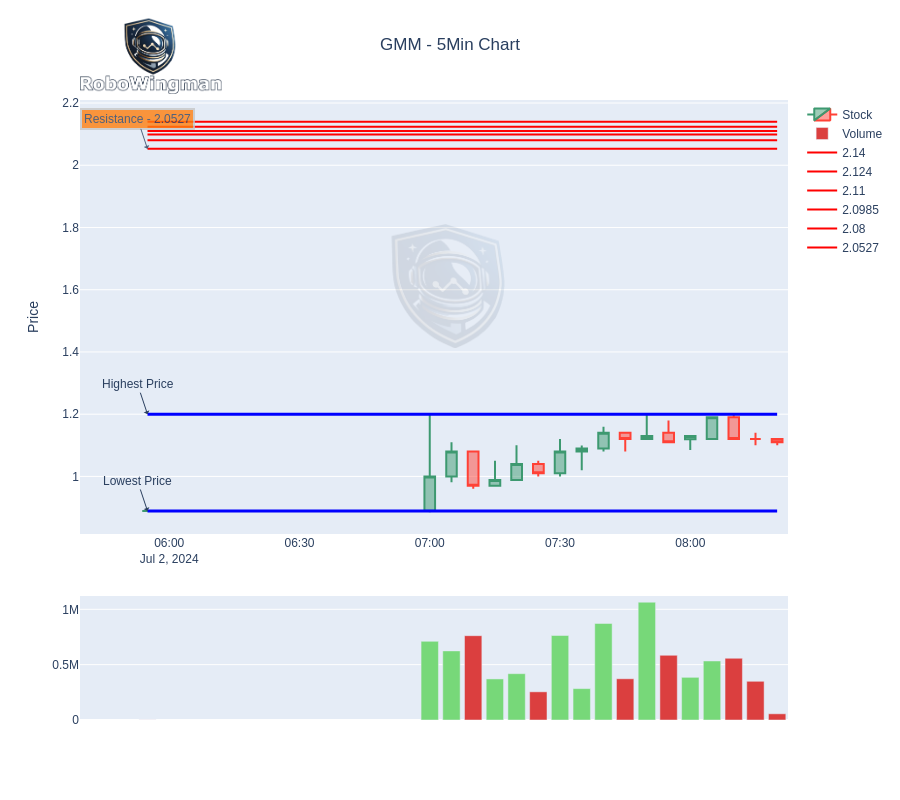 RoboWingman
GMM - 5Min Chart
Resistance - 2.0527
2.2
2
1.8
1.6
1.4
1.2
1
Price
Highest Price
Lowest Price
06:00
06:30
07:00
07:30
08:00
Jul 2, 2024
1M
0.5M
0
Stock
Volume
2.14
2.124
2.11
2.0985
2.08
2.0527